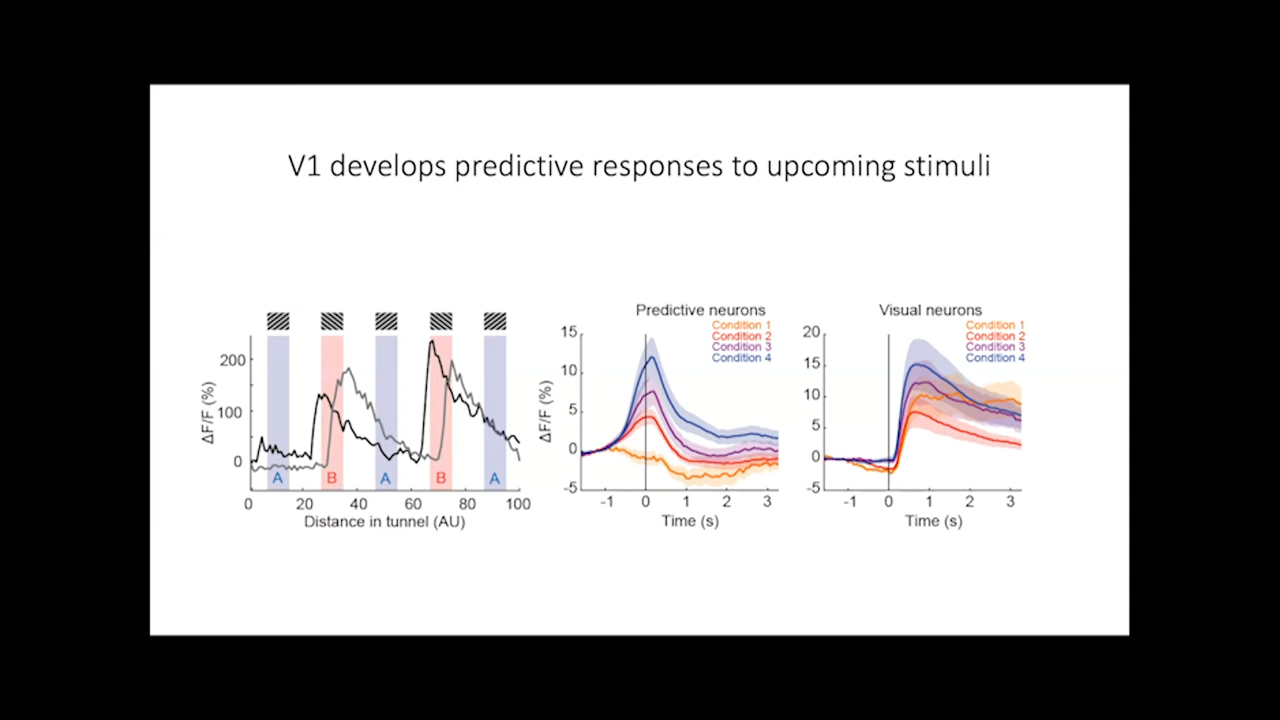 V1 develops predictive responses to upcoming stimuli
ΔF/F (%)
200
100
0
A
B
A
B
A
0
20
40
60
80
100
Distance in tunnel (AU)
Predictive neurons
Condition 1
Condition 2
Condition 3
Condition 4
ΔF/F (%)
15
10
5
0
-5
-1
0
1
2
3
Time (s)
Visual neurons
Condition 1
Condition 2
Condition 3
Condition 4
20
15
10
5
0
-5
-1
0
1
2
3
Time (s)